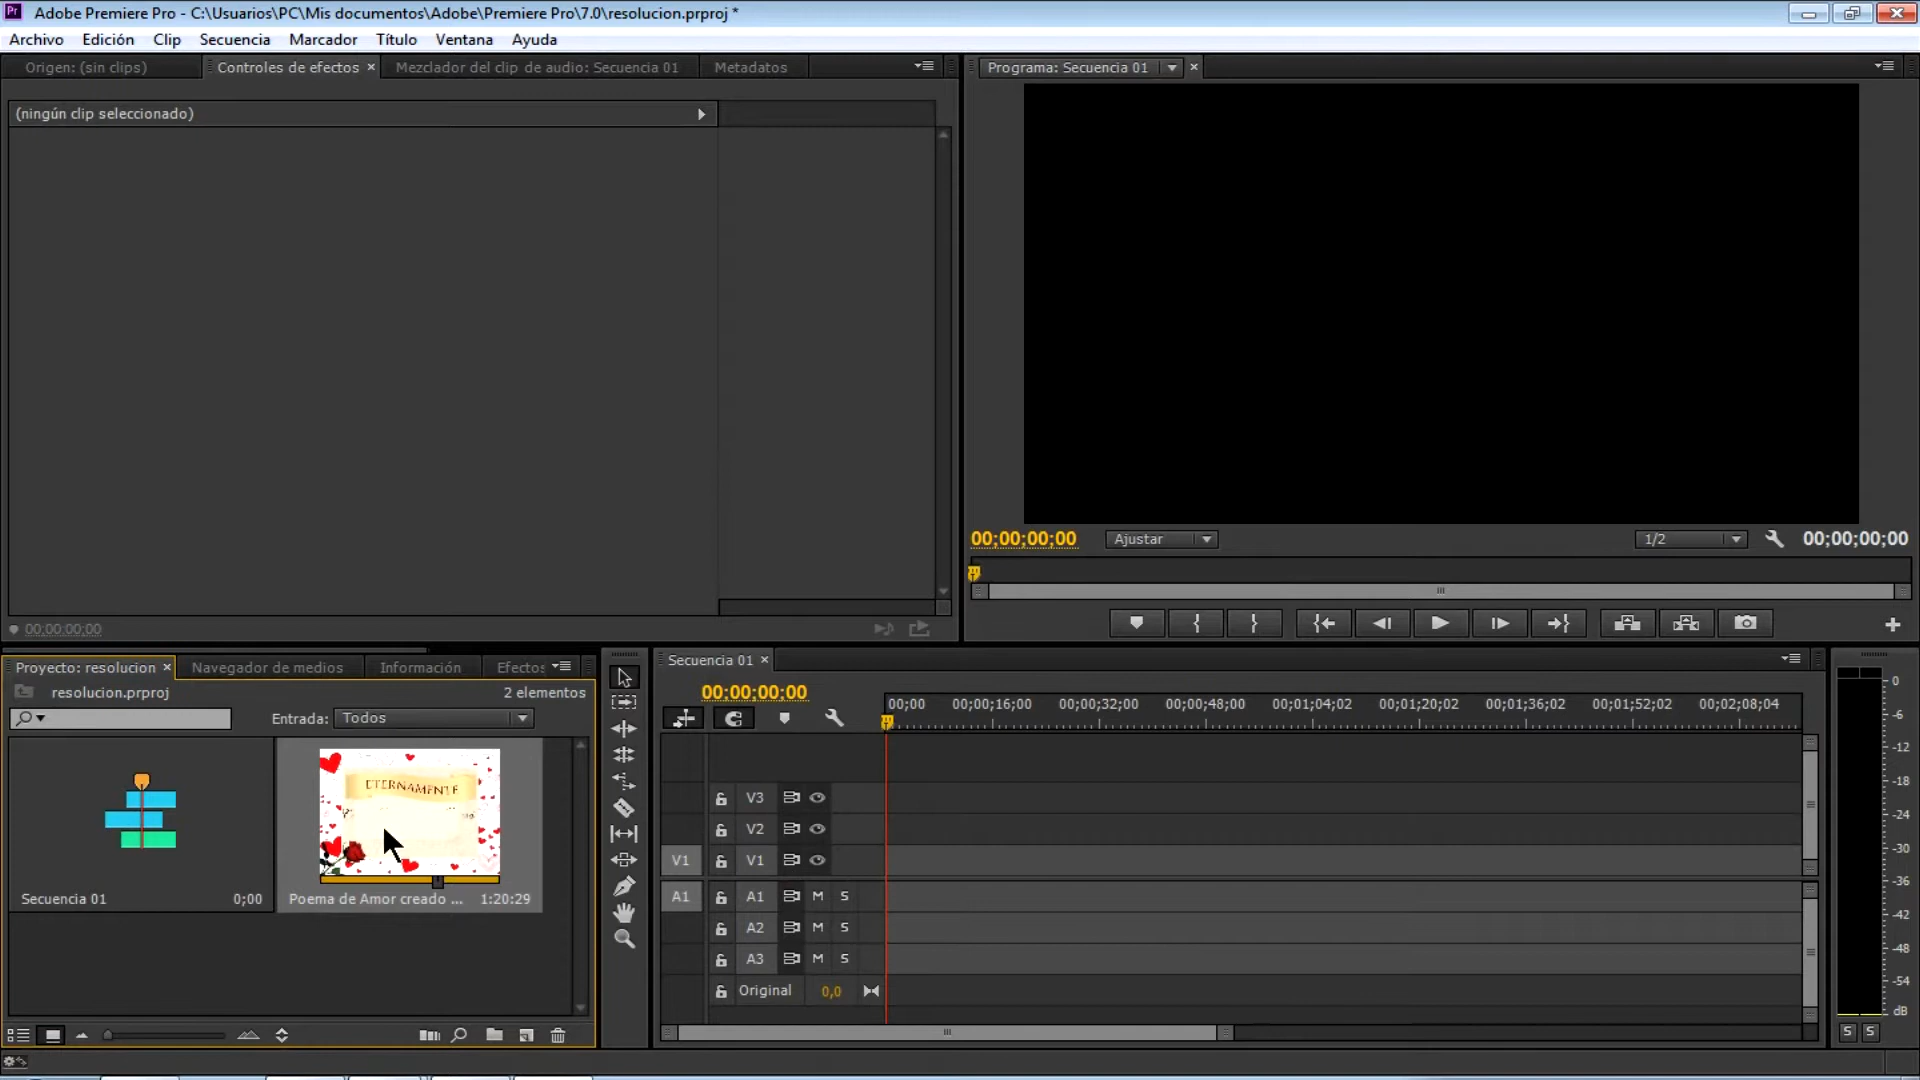 Adobe Premiere Pro - C:\Usuarios\PC\Mis documentos\Adobe\Premiere Pro\7.0\resolucion.prproj *
Archivo Edición Clip Secuencia Marcador Título Ventana Ayuda
Origen: (sin clips) Controles de efectos Mezclador del clip de audio: Secuencia 01 Metadatos
Programa: Secuencia 01
(ningún clip seleccionado)
00;00;00;00 Ajustar 1/2 00;00;00;00
00;00;00;00
Proyecto: resolucion Navegador de medios Información Efectos
resolucion.prproj 2 elementos
Entrada: Todos
ETERNAMENTE
Secuencia 01 0;00
Poema de Amor creado ... 1:20:29
Secuencia 01
00;00;00;00
00;00 00;00;16;00 00;00;32;00 00;00;48;00 00;01;04;02 00;01;20;02 00;01;36;02 00;01;52;02 00;02;08;04
V3
V2
V1 V1
A1 A1 M S
A2 M S
A3 M S
Original 0,0
0
-6
-12
-18
-24
-30
-36
-42
-48
-54
dB
S S